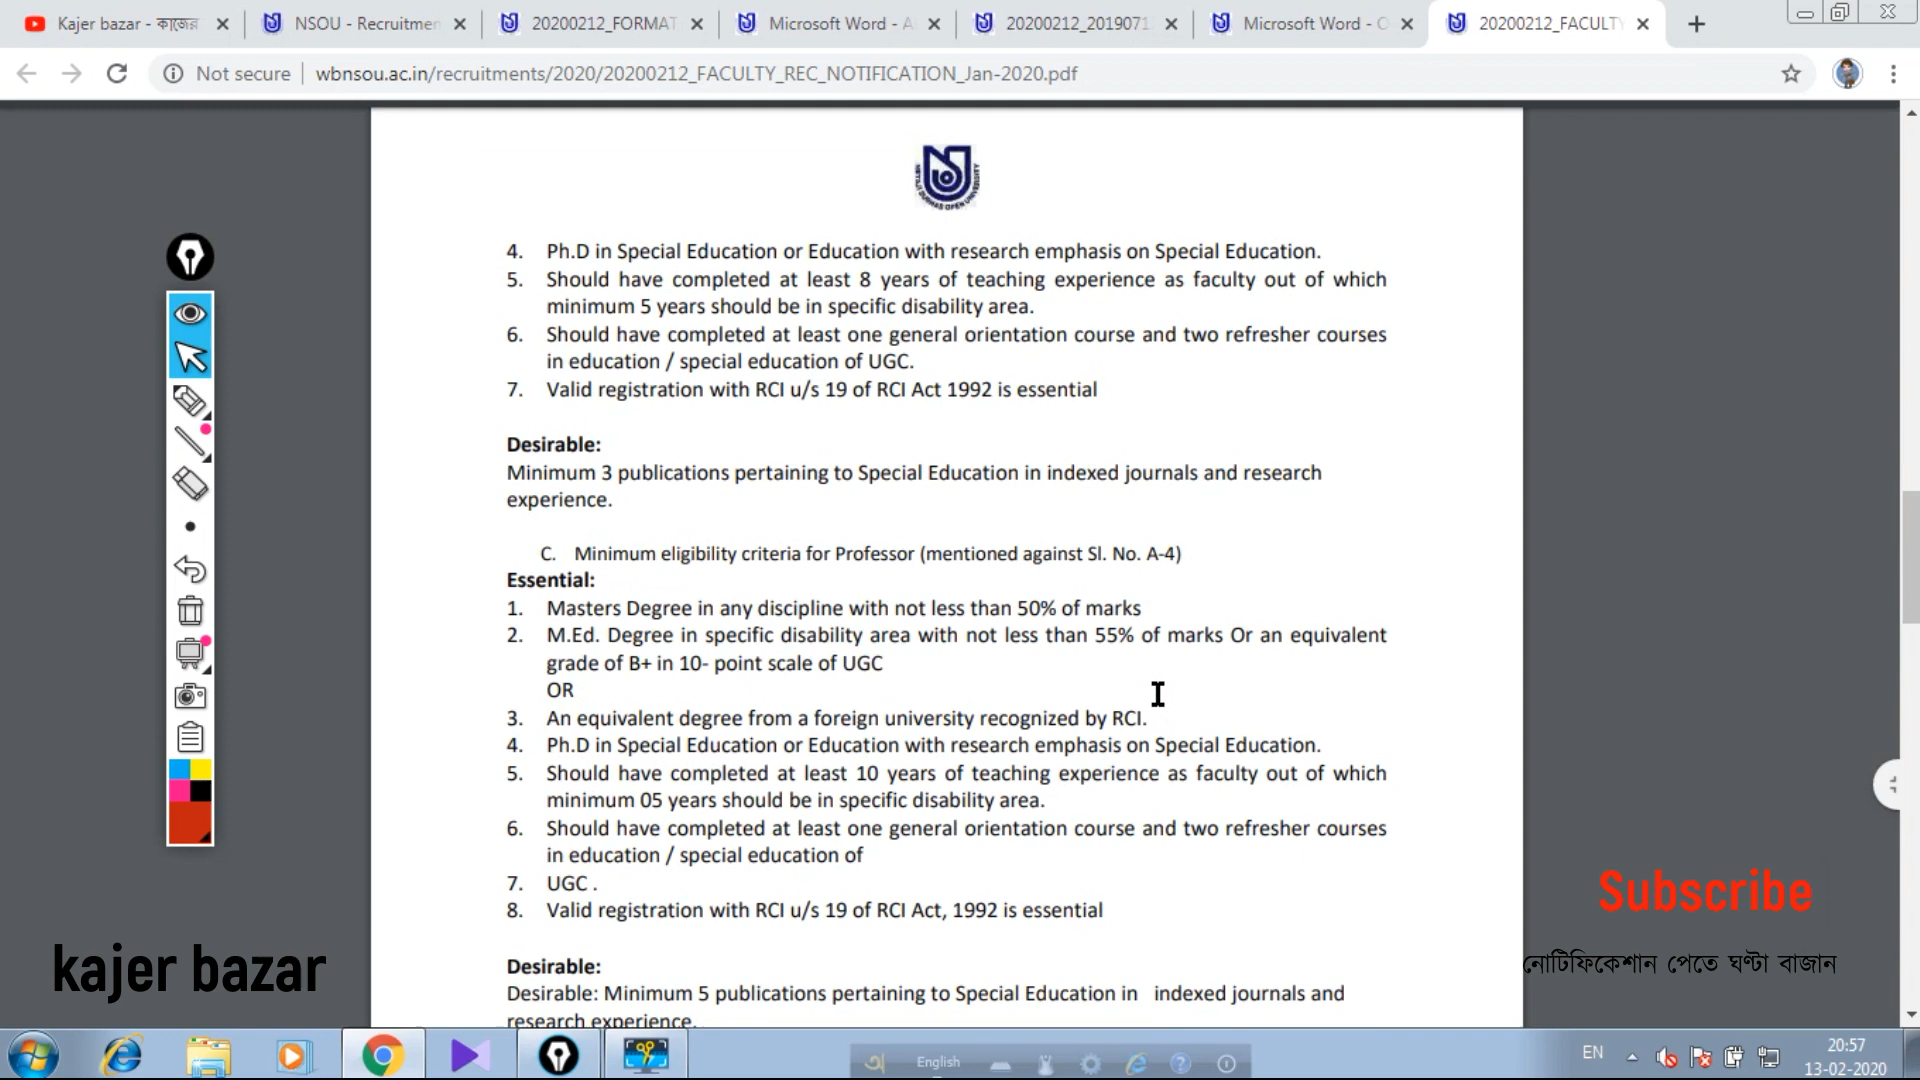 Kajer bazar - কাজের
NSOU - Recruitmen
20200212_FORMAT
Microsoft Word - A
20200212_201907
Microsoft Word - O
20200212_FACULTY
Not secure
wbnsou.ac.in/recruitments/2020/20200212_FACULTY_REC_NOTIFICATION_Jan-2020.pdf
4. Ph.D in Special Education or Education with research emphasis on Special Education.
5. Should have completed at least 8 years of teaching experience as faculty out of which
minimum 5 years should be in specific disability area.
6. Should have completed at least one general orientation course and two refresher courses
in education / special education of UGC.
7. Valid registration with RCI u/s 19 of RCI Act 1992 is essential
Desirable:
Minimum 3 publications pertaining to Special Education in indexed journals and research
experience.
C. Minimum eligibility criteria for Professor (mentioned against Sl. No. A-4)
Essential:
1. Masters Degree in any discipline with not less than 50% of marks
2. M.Ed. Degree in specific disability area with not less than 55% of marks Or an equivalent
grade of B+ in 10- point scale of UGC
OR
3. An equivalent degree from a foreign university recognized by RCI.
4. Ph.D in Special Education or Education with research emphasis on Special Education.
5. Should have completed at least 10 years of teaching experience as faculty out of which
minimum 05 years should be in specific disability area.
6. Should have completed at least one general orientation course and two refresher courses
in education / special education of
7. UGC .
8. Valid registration with RCI u/s 19 of RCI Act, 1992 is essential
Desirable:
Desirable: Minimum 5 publications pertaining to Special Education in indexed journals and
research experience.
Subscribe
নোটিফিকেশান পেতে ঘণ্টা বাজান
kajer bazar
English
EN
20:57
13-02-2020